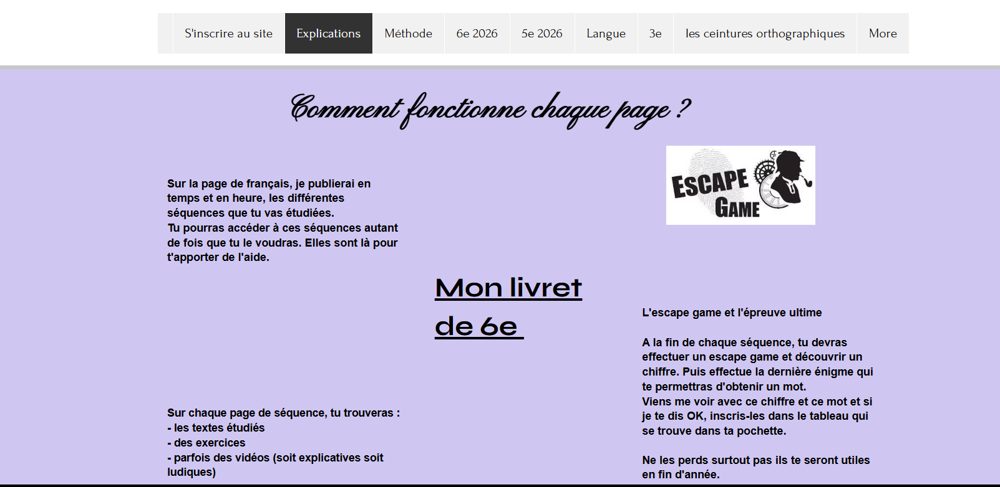 S'inscrire au site
Explications
Méthode
6e 2026
5e 2026
Langue
3e
les ceintures orthographiques
More
Comment fonctionne chaque page ?
ESCAPE
GAME
Sur la page de français, je publierai en
temps et en heure, les différentes
séquences que tu vas étudiées.
Tu pourras accéder à ces séquences autant
de fois que tu le voudras. Elles sont là pour
t'apporter de l'aide.
Mon livret
de 6e
L'escape game et l'épreuve ultime
A la fin de chaque séquence, tu devras
effectuer un escape game et découvrir un
chiffre. Puis effectue la dernière énigme qui
te permettras d'obtenir un mot.
Viens me voir avec ce chiffre et ce mot et si
je te dis OK, inscris-les dans le tableau qui
se trouve dans ta pochette.
Ne les perds surtout pas ils te seront utiles
en fin d'année.
Sur chaque page de séquence, tu trouveras :
- les textes étudiés
- des exercices
- parfois des vidéos (soit explicatives soit
ludiques)